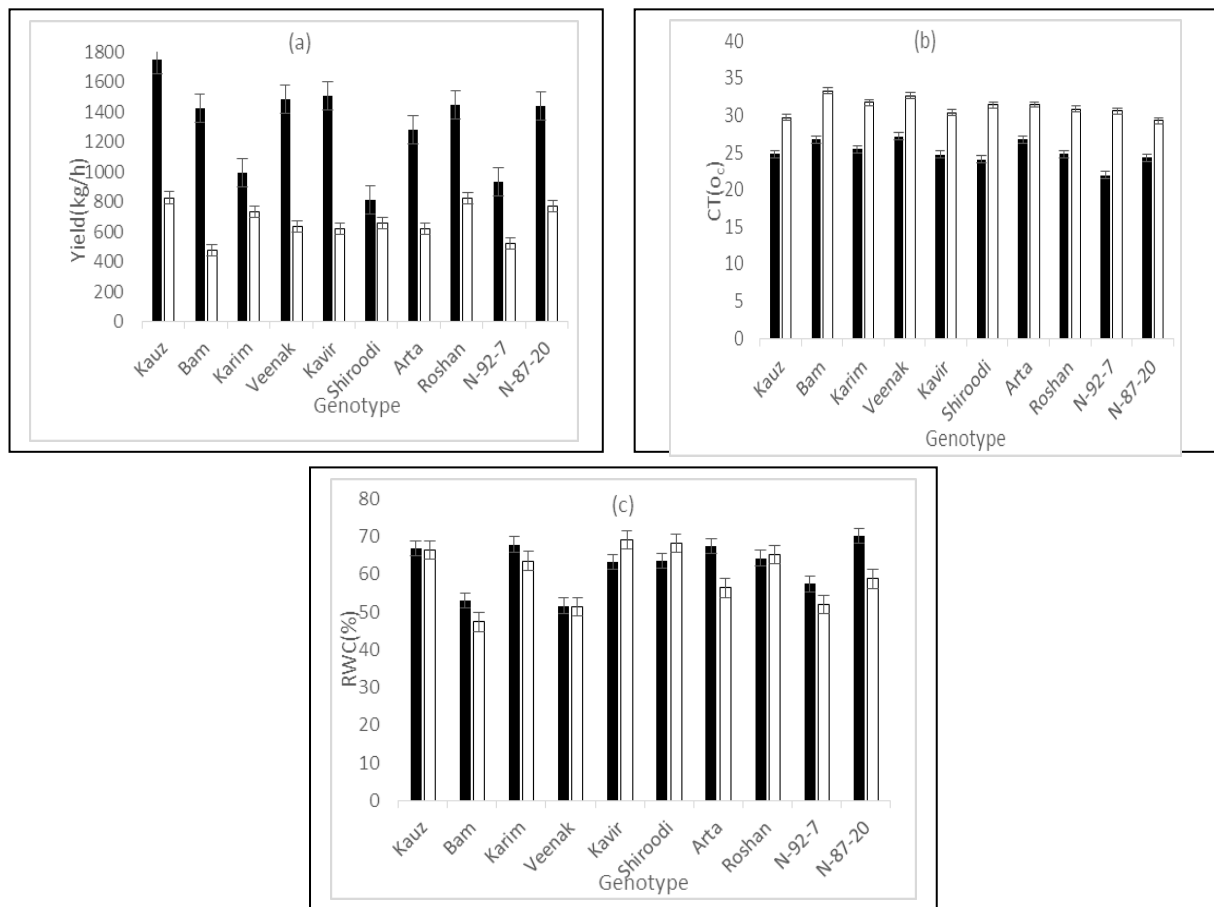 (a)
1800
1600
1400
1200
1000
800
600
400
200
0
Yield(kg/h)
Kauz
Bam
Karim
Veenak
Kavir
Shiroodi
Arta
Roshan
N-92-7
N-87-20
Genotype
(b)
40
35
30
25
20
15
10
5
0
CT(oc)
Kauz
Bam
Karim
Veenak
Kavir
Shiroodi
Arta
Roshan
N-92-7
N-87-20
Genotype
(c)
80
70
60
50
40
30
20
10
0
RWC(%)
Kauz
Bam
Karim
Veenak
Kavir
Shiroodi
Arta
Roshan
N-92-7
N-87-20
Genotype